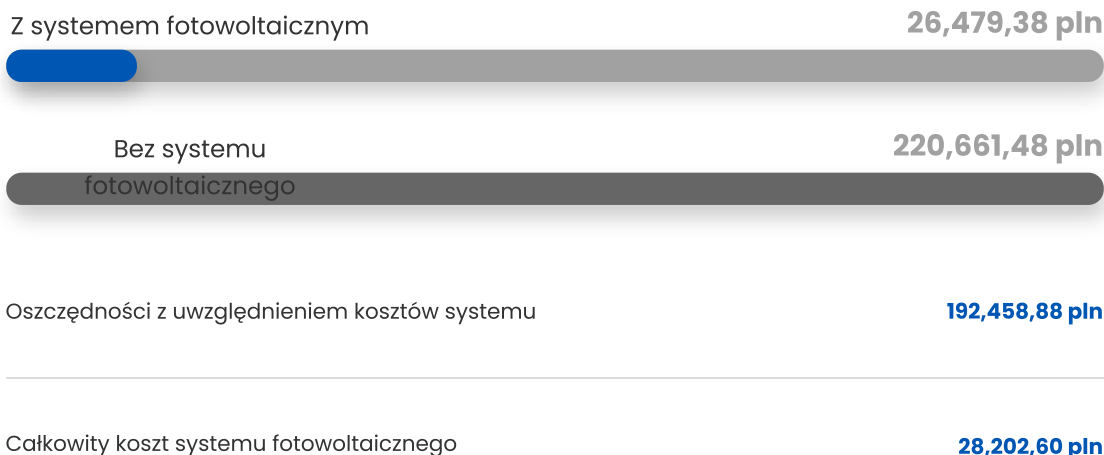 Z systemem fotowoltaicznym 26,479,38 pln
Bez systemu 220,661,48 pln
fotowoltaicznego
Oszczędności z uwzględnieniem kosztów systemu 192,458,88 pln
Całkowity koszt systemu fotowoltaicznego 28,202,60 pln